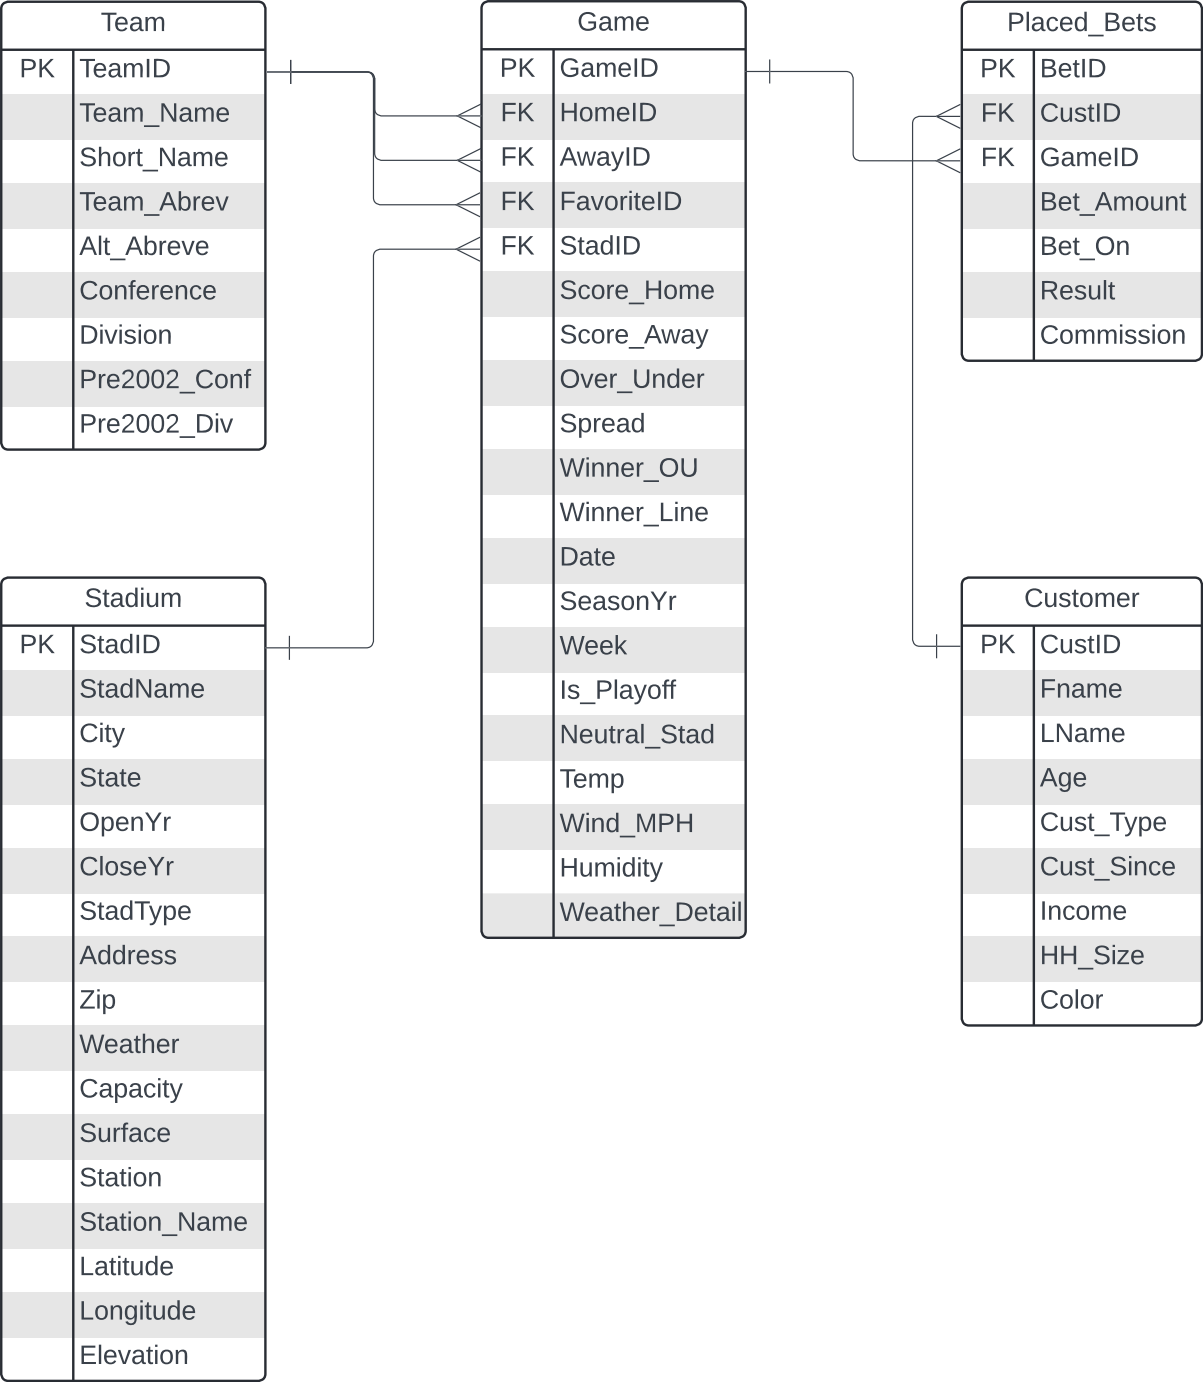 Team
PK TeamID
Team_Name
Short_Name
Team_Abrev
Alt_Abreve
Conference
Division
Pre2002_Conf
Pre2002_Div
Game
PK GameID
FK HomeID
FK AwayID
FK FavoriteID
FK StadID
Score_Home
Score_Away
Over_Under
Spread
Winner_OU
Winner_Line
Date
SeasonYr
Week
Is_Playoff
Neutral_Stad
Temp
Wind_MPH
Humidity
Weather_Detail
Placed_Bets
PK BetID
FK CustID
FK GameID
Bet_Amount
Bet_On
Result
Commission
Stadium
PK StadID
StadName
City
State
OpenYr
CloseYr
StadType
Address
Zip
Weather
Capacity
Surface
Station
Station_Name
Latitude
Longitude
Elevation
Customer
PK CustID
Fname
LName
Age
Cust_Type
Cust_Since
Income
HH_Size
Color